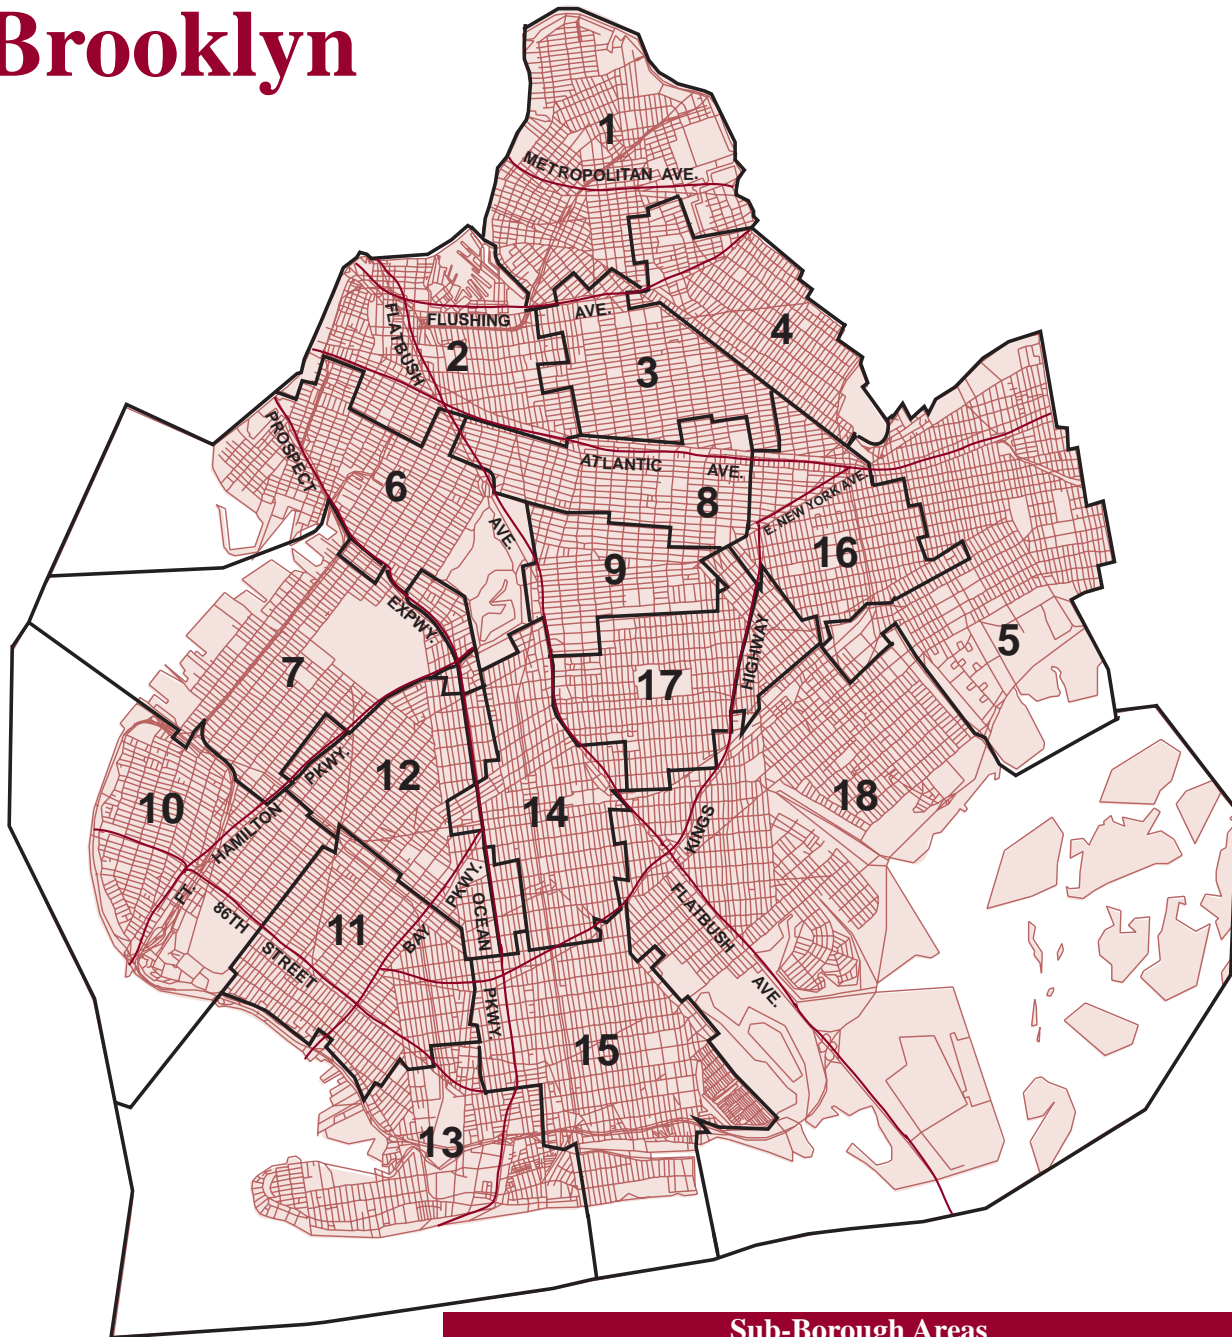 Brooklyn
1
METROPOLITAN AVE.
2
FLUSHING
AVE.
FLATBUSH
4
3
PROSPECT
6
ATLANTIC
AVE.
8
E. NEW YORK AVE.
AVE.
16
9
EXPWY.
5
7
17
HIGHWAY
PKWY.
12
10
14
18
HAMILTON
KINGS
FT.
PKWY.
OCEAN
86TH
11
BAY
FLATBUSH
STREET
AVE.
PKWY.
15
13
Sub-Borough Areas